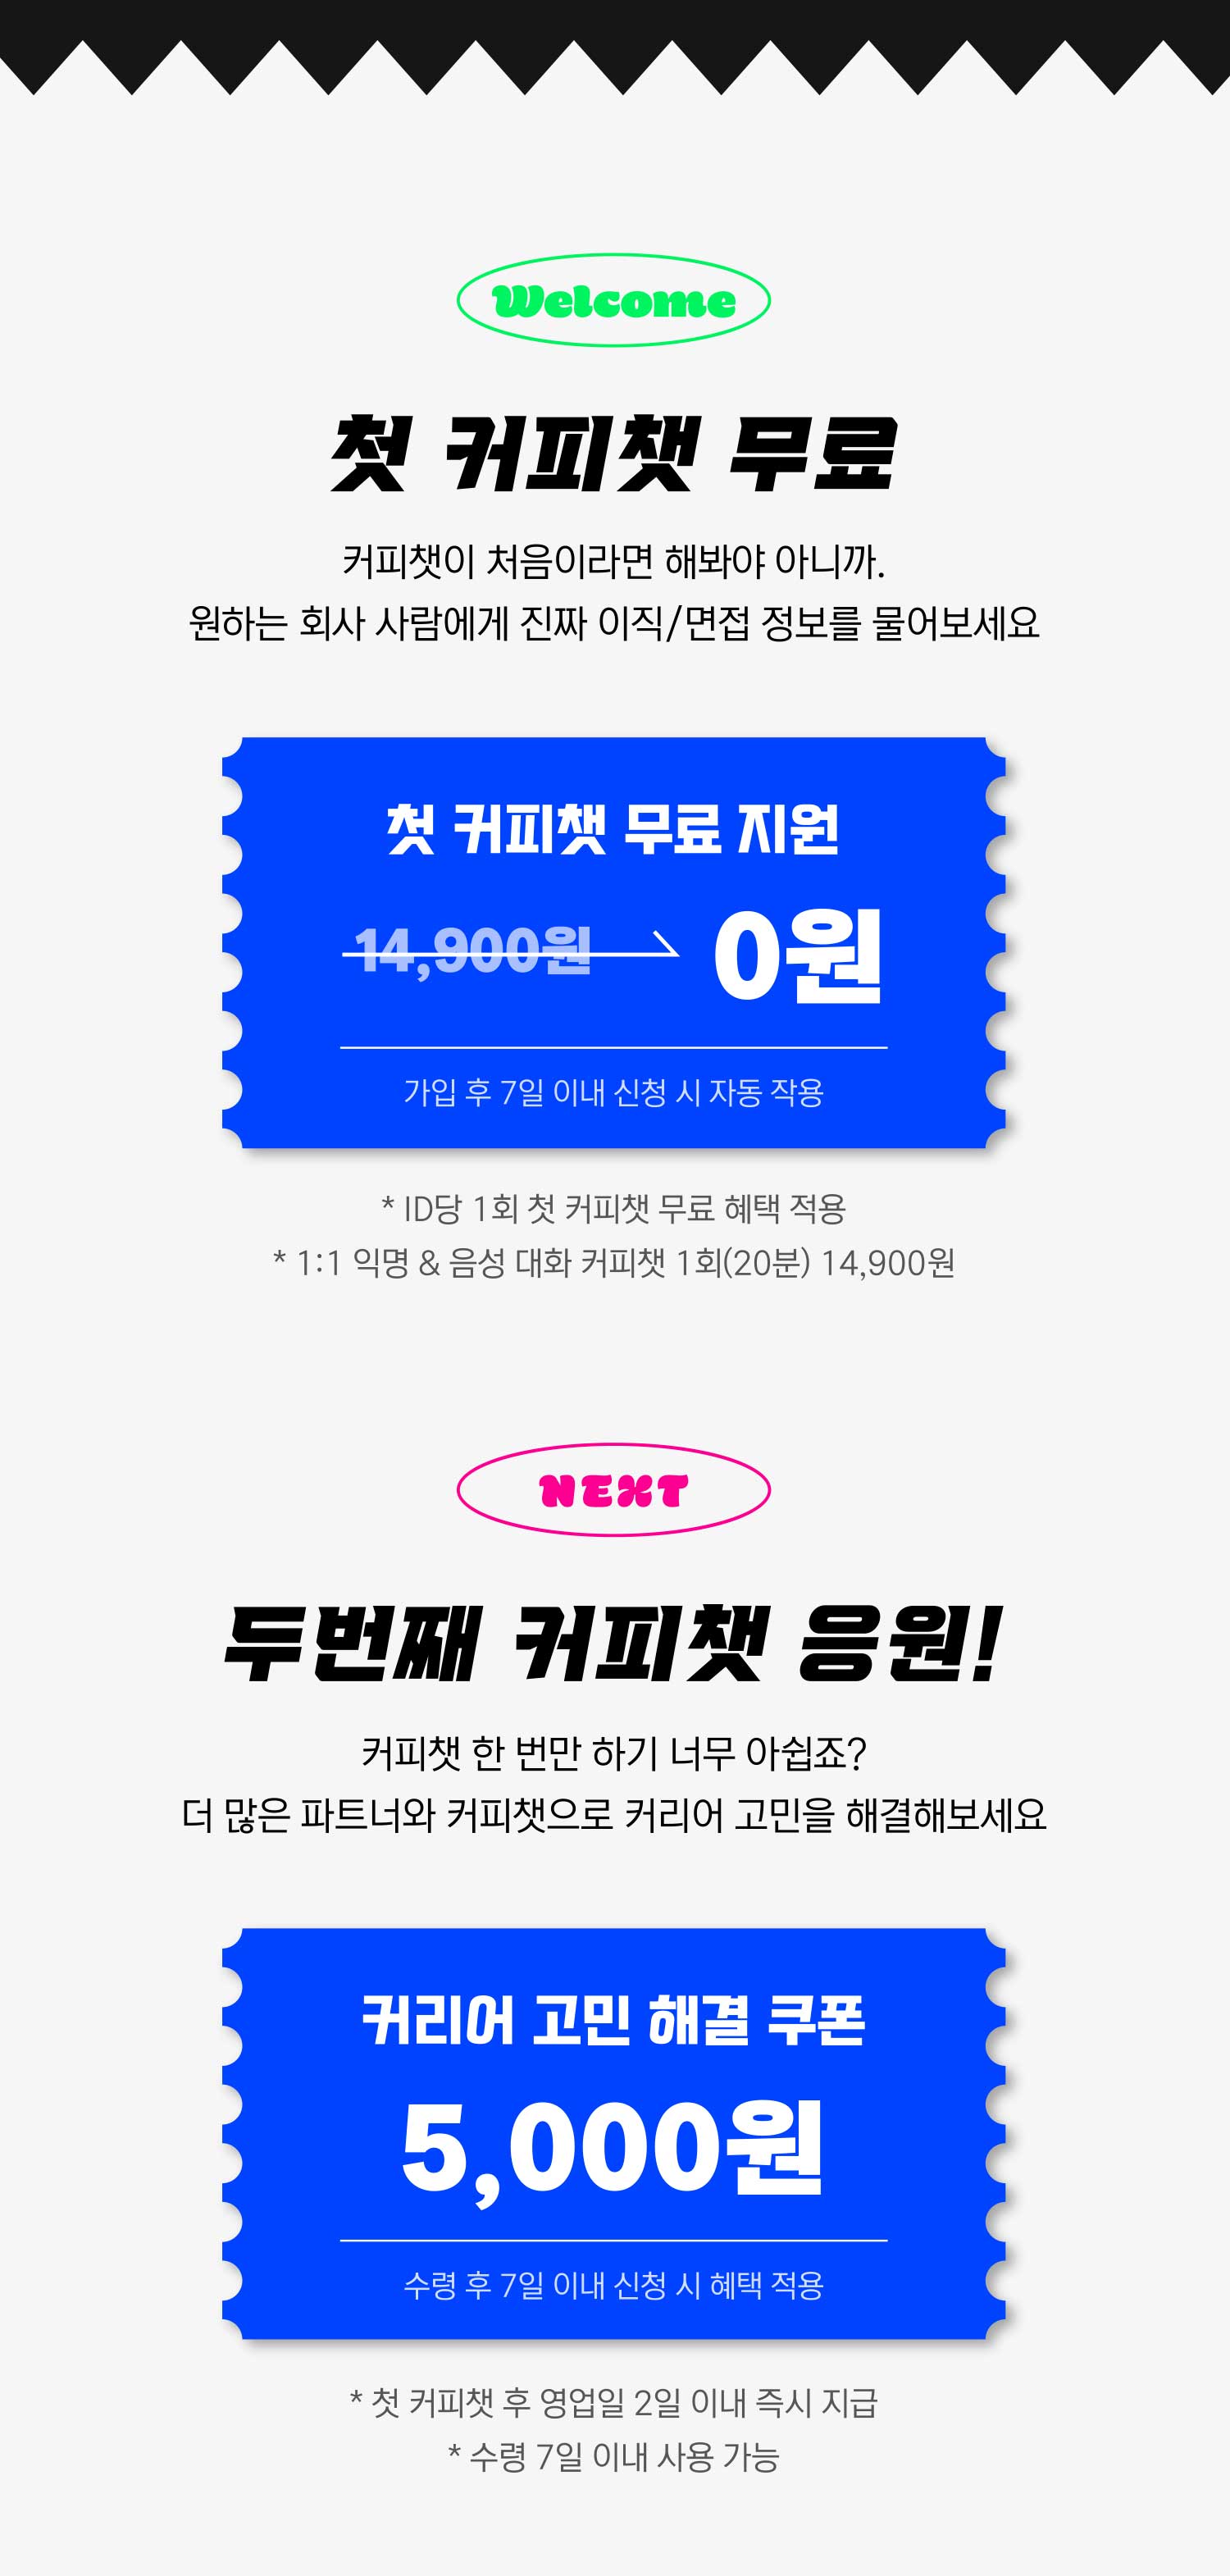 Welcome
첫 커피챗 무료
커피챗이 처음이라면 해봐야 아니까.
원하는 회사 사람에게 진짜 이직/면접 정보를 물어보세요
첫 커피챗 무료 지원
14,900원 0원
가입 후 7일 이내 신청 시 자동 작용
* ID당 1회 첫 커피챗 무료 혜택 적용
* 1:1 익명 & 음성 대화 커피챗 1회(20분) 14,900원
NEXT
두번째 커피챗 응원!
커피챗 한 번만 하기 너무 아쉽죠?
더 많은 파트너와 커피챗으로 커리어 고민을 해결해보세요
커리어 고민 해결 쿠폰
5,000원
수령 후 7일 이내 신청 시 혜택 적용
* 첫 커피챗 후 영업일 2일 이내 즉시 지급
* 수령 7일 이내 사용 가능